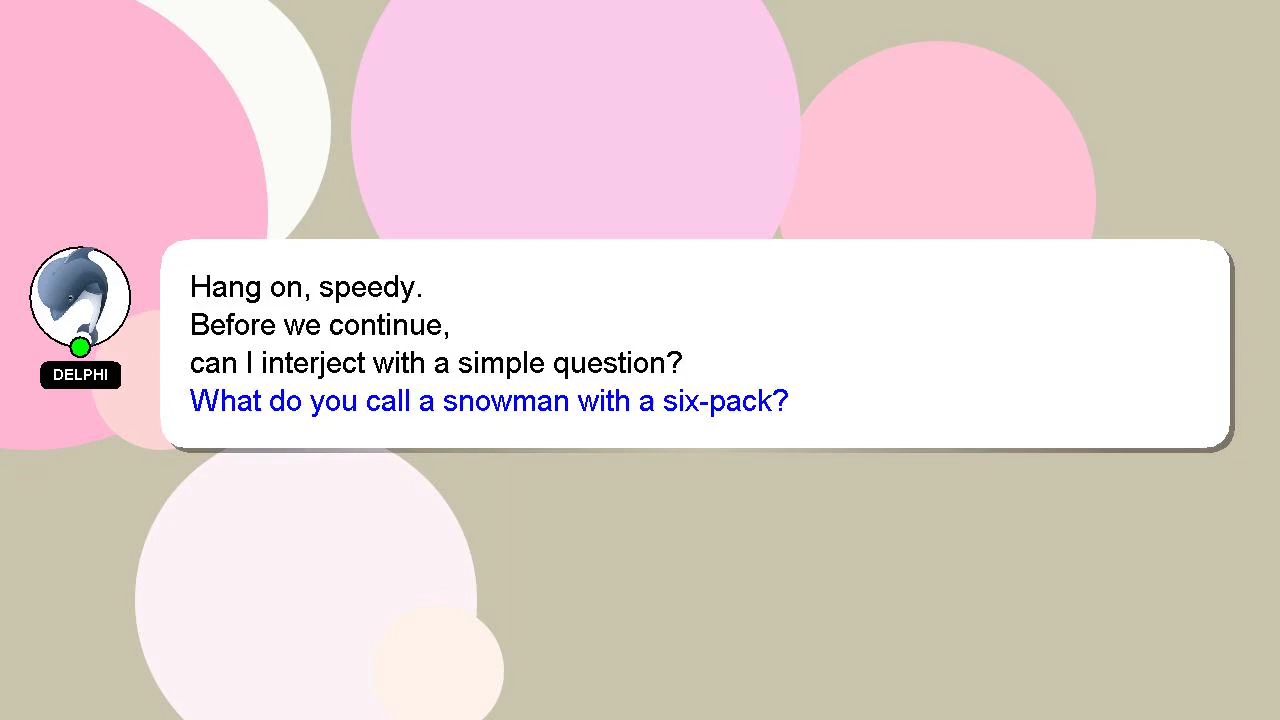 Hang on, speedy.
Before we continue,
can I interject with a simple question?
What do you call a snowman with a six-pack?
DELPHI